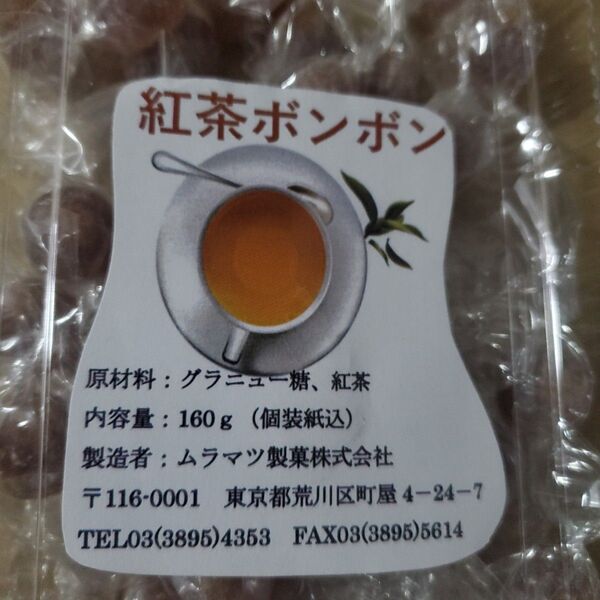 紅茶ボンボン
原材料：グラニュー糖、紅茶
内容量：160ｇ（個装紙込）
製造者：ムラマツ製菓株式会社
〒116-0001　東京都荒川区町屋4－24－7
TEL03(3895)4353　FAX03(3895)5614